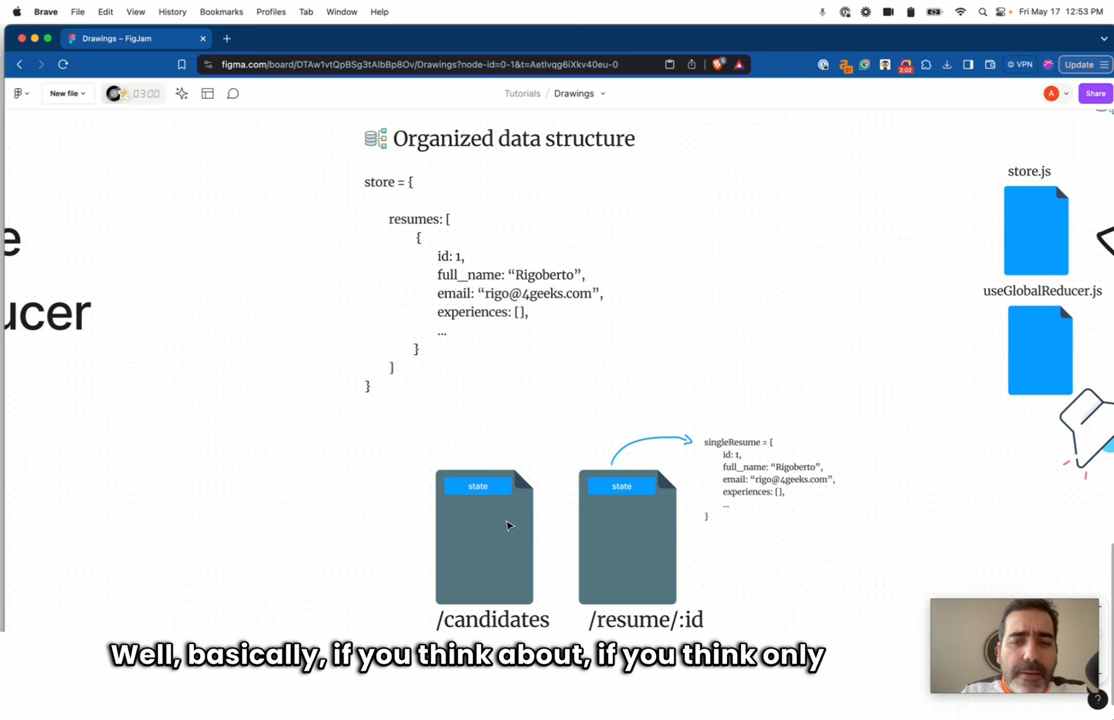 Brave File Edit View History Bookmarks Profiles Tab Window Help Fri May 17 12:53 PM
Drawings – FigJam
figma.com/board/DTAw1vtQpBSg3tAlbBp8Ov/Drawings?node-id=0-1&t=Aetlvqg6iXkv40eu-0 VPN Update
New file 03:00 Tutorials / Drawings A Share
2:02
Organized data structure
store = {
resumes: [
{
id: 1,
full_name: “Rigoberto”,
email: “rigo@4geeks.com”,
experiences: [],
...
}
]
}
e
ucer
store.js
useGlobalReducer.js
singleResume = {
id: 1,
full_name: “Rigoberto”,
email: “rigo@4geeks.com”,
experiences: [],
...
}
state
state
/candidates
/resume/:id
Well, basically, if you think about, if you think only
?